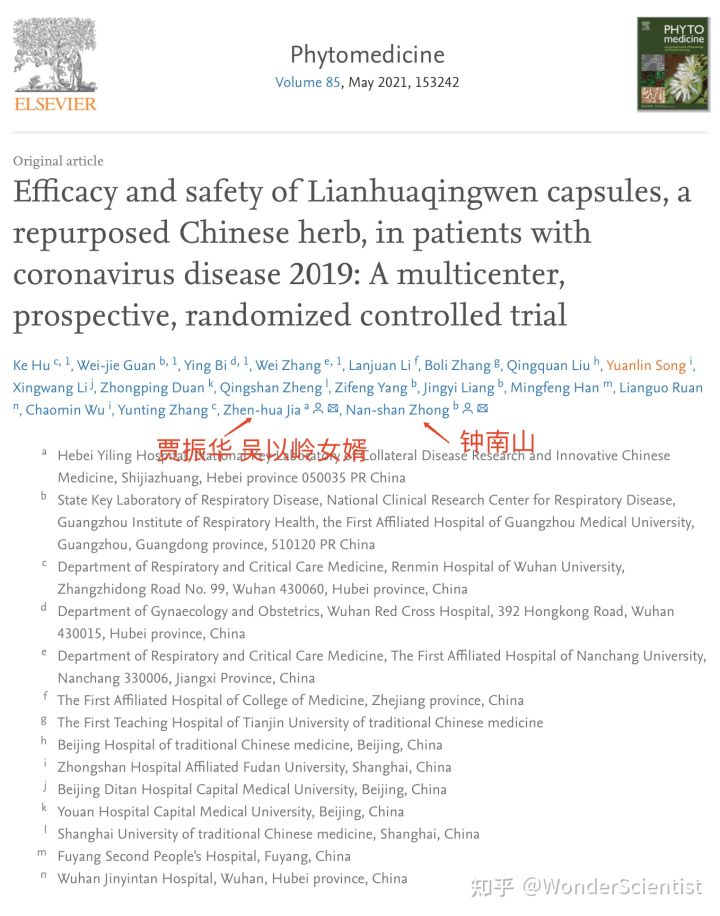 ELSEVIER
Phytomedicine
Volume 85, May 2021, 153242
PHYTO
medicine
Original article
Efficacy and safety of Lianhuaqingwen capsules, a
repurposed Chinese herb, in patients with
coronavirus disease 2019: A multicenter,
prospective, randomized controlled trial
Ke Hu c, 1, Wei-jie Guan b, 1, Ying Bi d, 1, Wei Zhang e, 1, Lanjuan Li f, Boli Zhang g, Qingquan Liu h, Yuanlin Song i,
Xingwang Li j, Zhongping Duan k, Qingshan Zheng l, Zifeng Yang b, Jingyi Liang b, Mingfeng Han m, Lianguo Ruan
n, Chaomin Wu i, Yunting Zhang c, Zhen-hua Jia a, Nan-shan Zhong b
贾振华 吴以岭女婿
钟南山
a Hebei Yiling Hospital, National Key Laboratory of Collateral Disease Research and Innovative Chinese
Medicine, Shijiazhuang, Hebei province 050035 PR China
b State Key Laboratory of Respiratory Disease, National Clinical Research Center for Respiratory Disease,
Guangzhou Institute of Respiratory Health, the First Affiliated Hospital of Guangzhou Medical University,
Guangzhou, Guangdong province, 510120 PR China
c Department of Respiratory and Critical Care Medicine, Renmin Hospital of Wuhan University,
Zhangzhidong Road No. 99, Wuhan 430060, Hubei province, China
d Department of Gynaecology and Obstetrics, Wuhan Red Cross Hospital, 392 Hongkong Road, Wuhan
430015, Hubei province, China
e Department of Respiratory and Critical Care Medicine, The First Affiliated Hospital of Nanchang University,
Nanchang 330006, Jiangxi Province, China
f The First Affiliated Hospital of College of Medicine, Zhejiang province, China
g The First Teaching Hospital of Tianjin University of traditional Chinese medicine
h Beijing Hospital of traditional Chinese medicine, Beijing, China
i Zhongshan Hospital Affiliated Fudan University, Shanghai, China
j Beijing Ditan Hospital Capital Medical University, Beijing, China
k Youan Hospital Capital Medical University, Beijing, China
l Shanghai University of traditional Chinese medicine, Shanghai, China
m Fuyang Second People's Hospital, Fuyang, China
n Wuhan Jinyintan Hospital, Wuhan, Hubei province, China
知乎 @WonderScientist